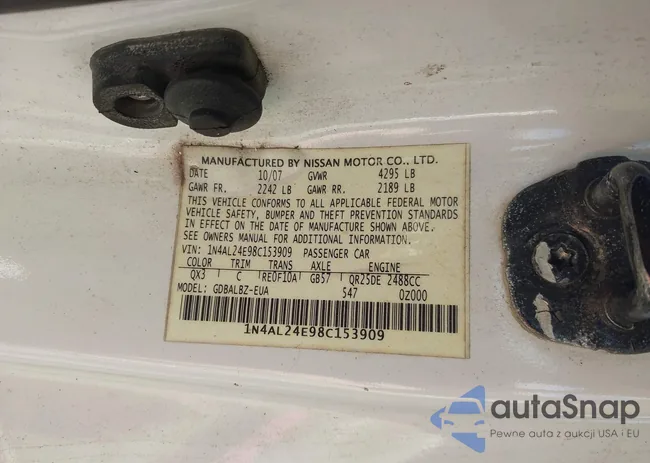 MANUFACTURED BY NISSAN MOTOR CO., LTD.
DATE 10/07 GVWR 4295 LB
GAWR FR. 2242 LB GAWR RR. 2189 LB
THIS VEHICLE CONFORMS TO ALL APPLICABLE FEDERAL MOTOR
VEHICLE SAFETY, BUMPER AND THEFT PREVENTION STANDARDS
IN EFFECT ON THE DATE OF MANUFACTURE SHOWN ABOVE.
SEE OWNERS MANUAL FOR ADDITIONAL INFORMATION.
VIN: 1N4AL24E98C153909 PASSENGER CAR
COLOR TRIM TRANS AXLE ENGINE
QX3 C RE0F10A GB57 QR25DE 2488CC
MODEL: GDBALBZ-EUA 547 0Z000
1N4AL24E98C153909
autaSnap
Pewne auta z aukcji USA i EU